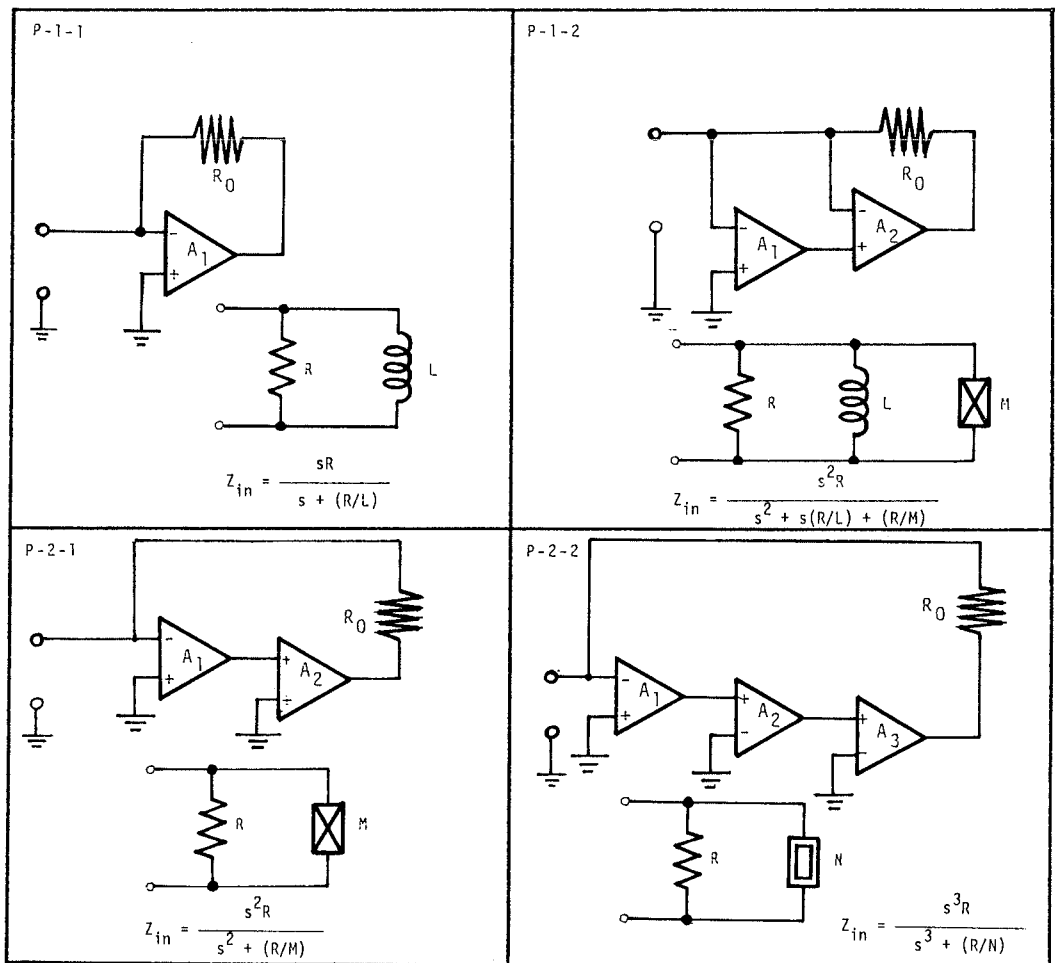 P-1-1
R0
-
A1
+
R
L
Zin = sR / s + (R/L)
P-1-2
R0
-
A2
+
-
A1
+
R
L
M
Zin = s²R / s² + s(R/L) + (R/M)
P-2-1
R0
-
A1
+
+
A2
+
R
M
Zin = s²R / s² + (R/M)
P-2-2
R0
-
A1
+
+
A2
-
+
A3
-
R
N
Zin = s³R / s³ + (R/N)